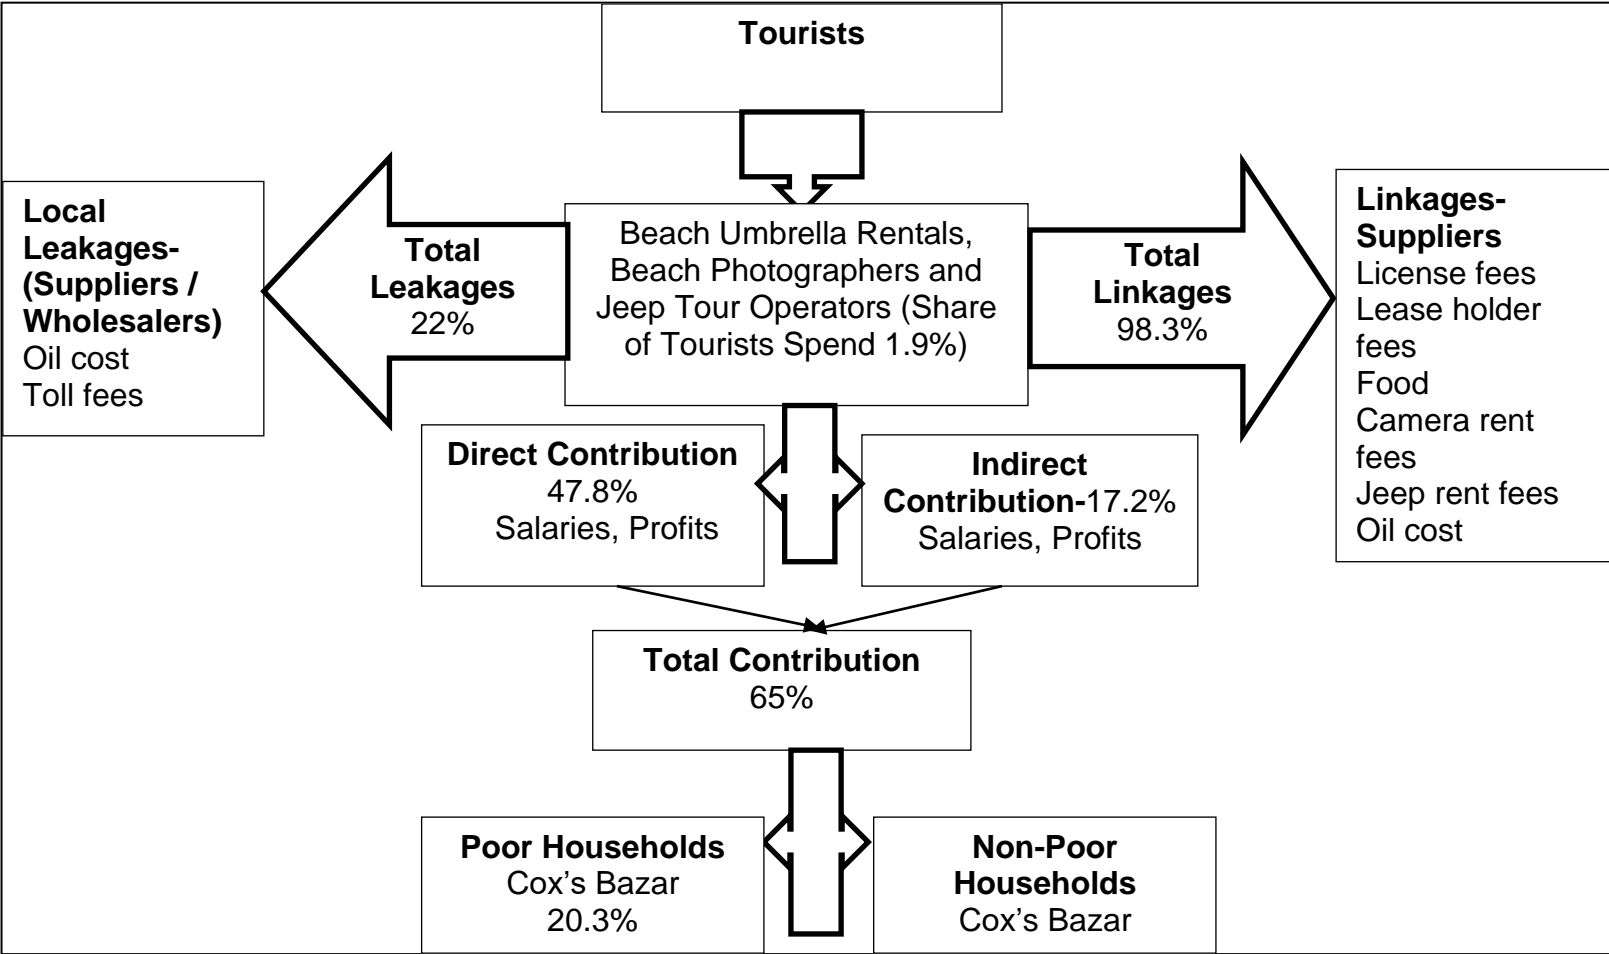 Tourists
Local
Leakages-
(Suppliers /
Wholesalers)
Oil cost
Toll fees
Total
Leakages
22%
Beach Umbrella Rentals,
Beach Photographers and
Jeep Tour Operators (Share
of Tourists Spend 1.9%)
Total
Linkages
98.3%
Linkages-
Suppliers
License fees
Lease holder
fees
Food
Camera rent
fees
Jeep rent fees
Oil cost
Direct Contribution
47.8%
Salaries, Profits
Indirect
Contribution-17.2%
Salaries, Profits
Total Contribution
65%
Poor Households
Cox's Bazar
20.3%
Non-Poor
Households
Cox's Bazar